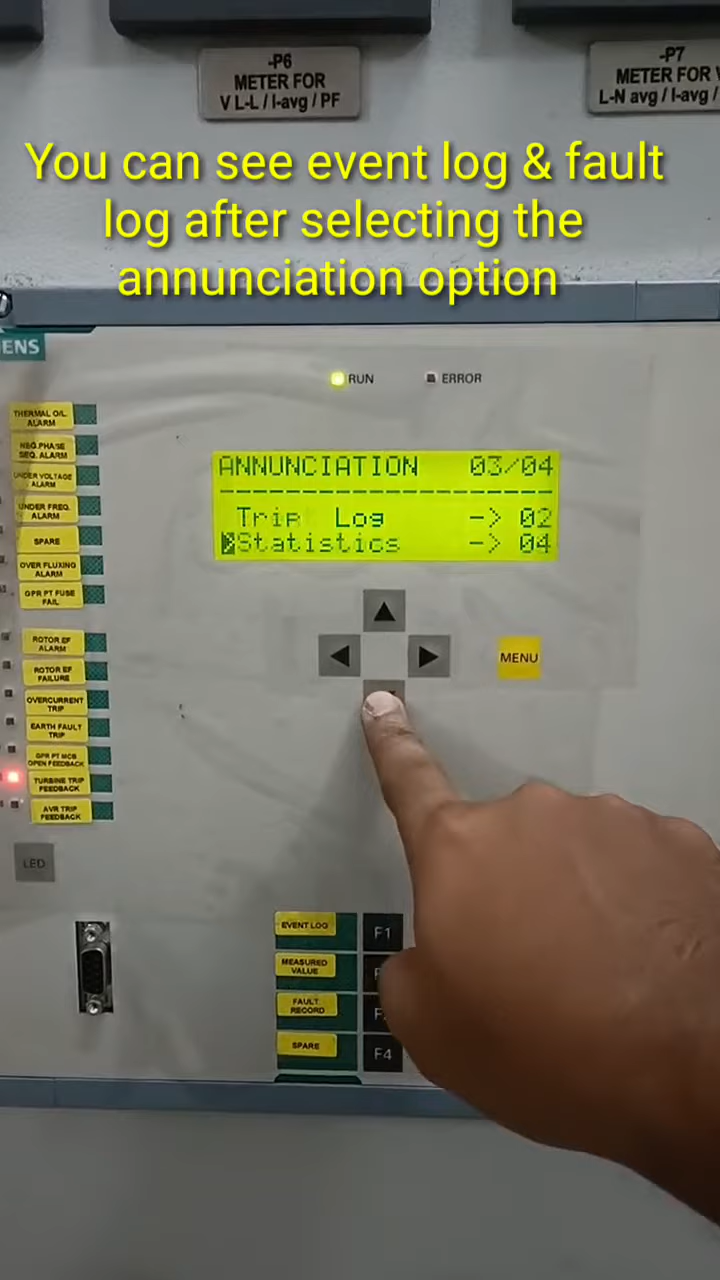 -P6
METER FOR
V L-L / I-avg / PF
-P7
METER FOR
L-N avg / I-avg /
You can see event log & fault
log after selecting the
annunciation option
ENS
RUN
ERROR
THERMAL O/L
ALARM
NEG.PHASE
SEQ. ALARM
UNDER VOLTAGE
ALARM
UNDER FREQ.
ALARM
SPARE
OVER FLUXING
ALARM
GPR PT FUSE
FAIL
ROTOR EF
ALARM
ROTOR EF
FAILURE
OVERCURRENT
TRIP
EARTH FAULT
TRIP
GPR PT MCB
OPEN FEEDBACK
TURBINE TRIP
FEEDBACK
AVR TRIP
FEEDBACK
ANNUNCIATION 03/04
Trip Log -> 02
Statistics -> 04
MENU
LED
EVENT LOG
F1
MEASURED
VALUE
FAULT
RECORD
SPARE
F4